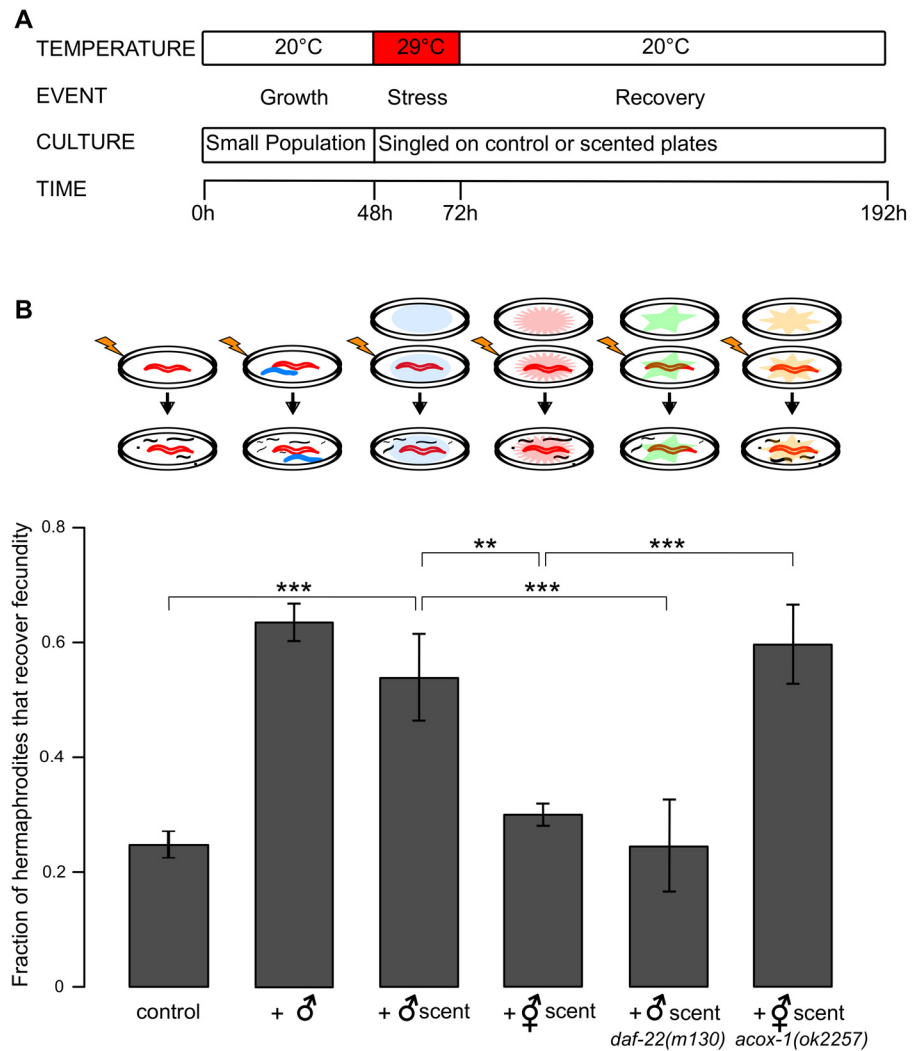 A
TEMPERATURE 20°C 29°C 20°C
EVENT Growth Stress Recovery
CULTURE Small Population Singled on control or scented plates
TIME
0h 48h 72h 192h
B
Fraction of hermaphrodites that recover fecundity
0.8
0.6
0.4
0.2
0
** ***
*** ***
control + ♂ + ♂ scent + ⚥ scent + ♂ scent + ⚥ scent
daf-22(m130) acox-1(ok2257)